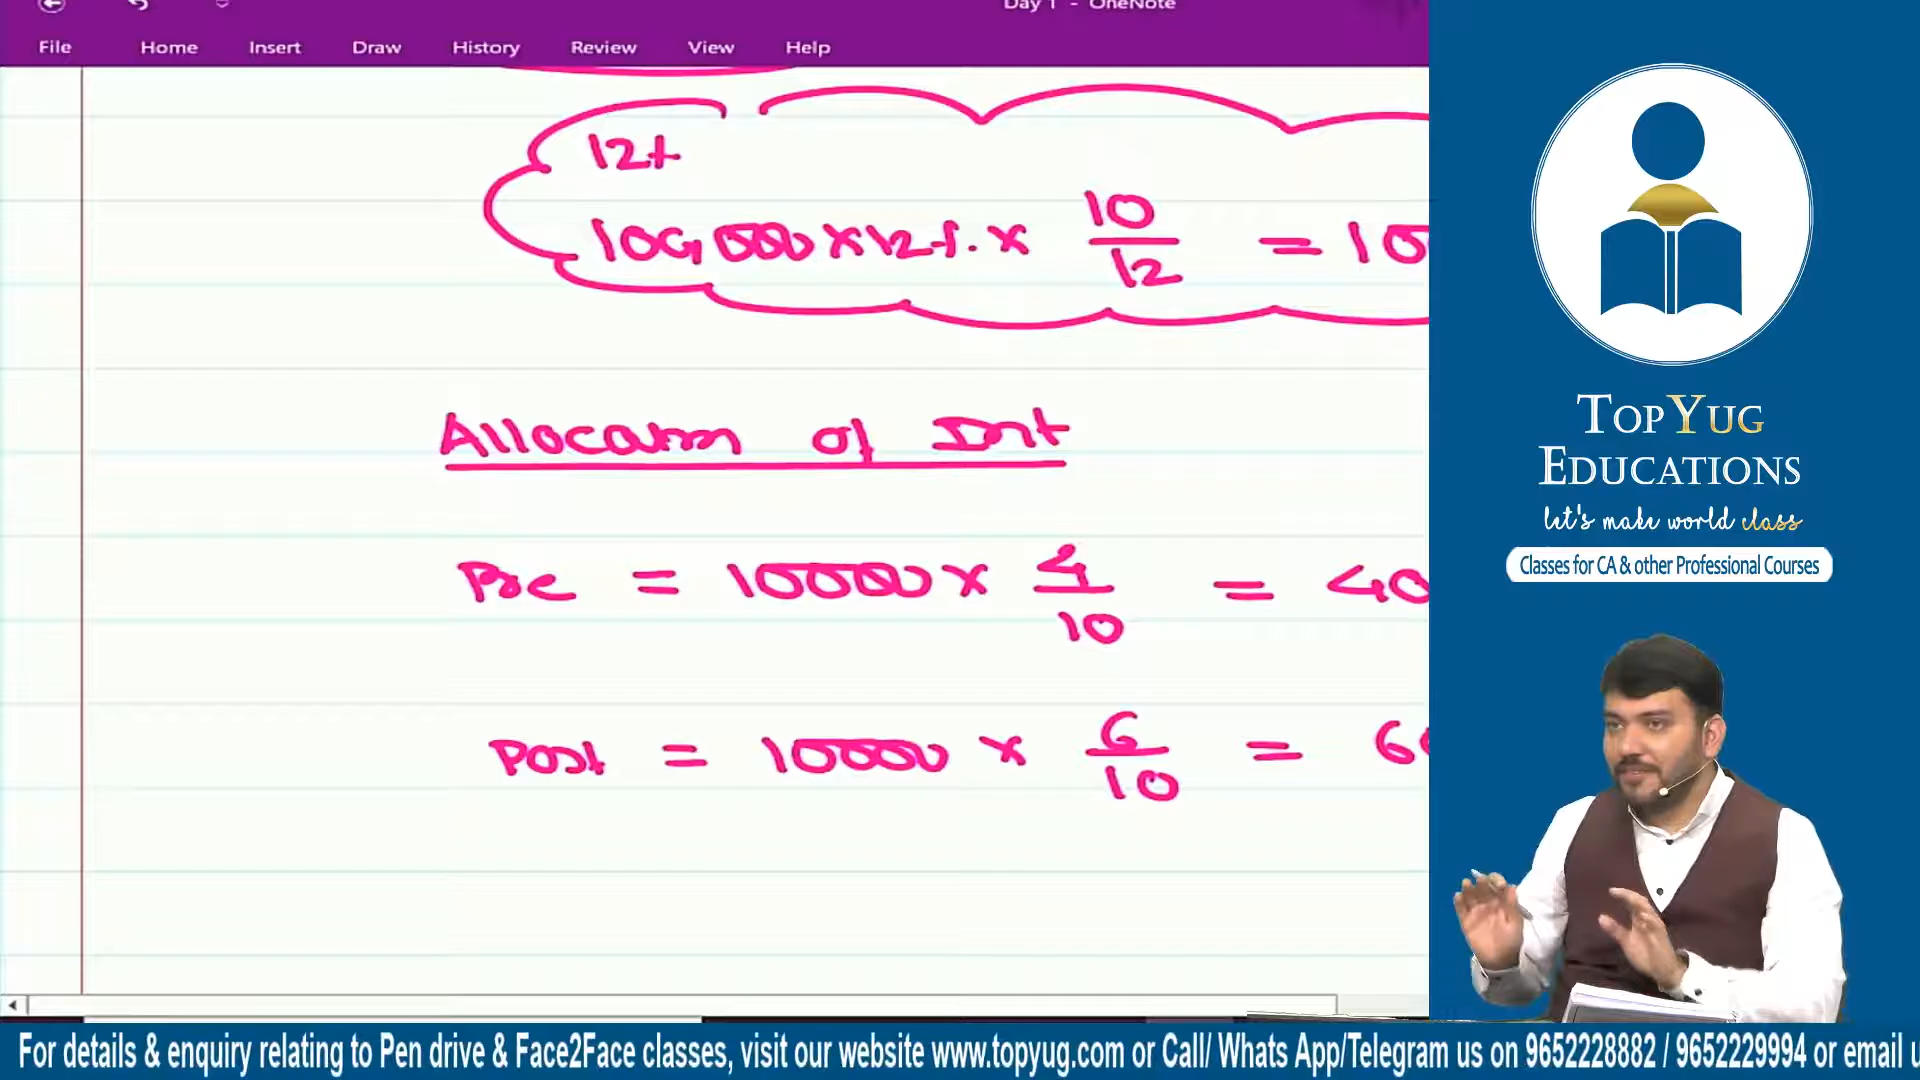 Day 1 - OneNote
File Home Insert Draw History Review View Help
12%
100,000 × 12% × 10/12 = 10
Allocation of Int
Pre = 10000 × 4/10 = 40
Post = 10000 × 6/10 = 60
TopYug
Educations
let's make world class
Classes for CA & other Professional Courses
For details & enquiry relating to Pen drive & Face2Face classes, visit our website www.topyug.com or Call/ Whats App/Telegram us on 9652228882 / 9652229994 or email u